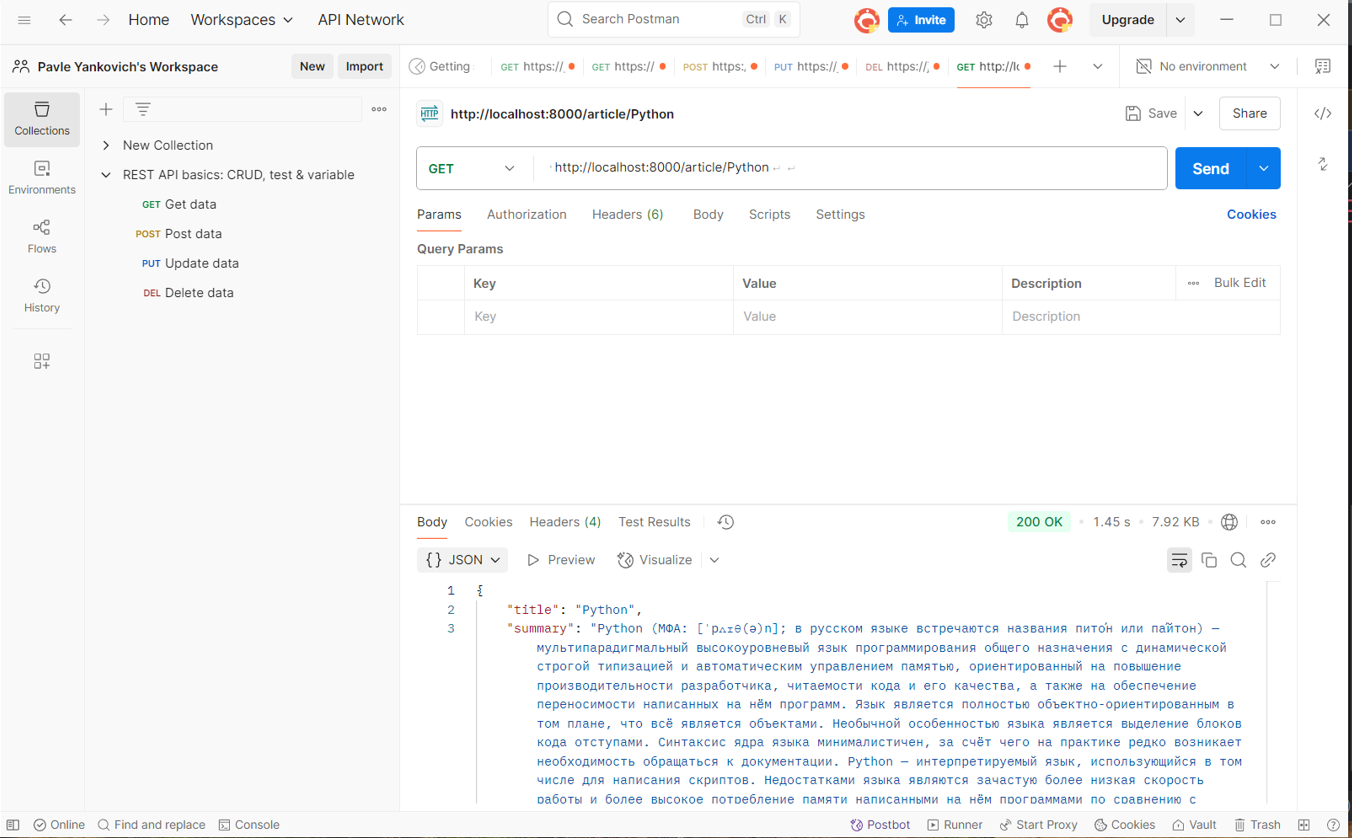 Home Workspaces API Network Search Postman Ctrl K Invite Upgrade
Pavle Yankovich's Workspace New Import Getting GET https:/ GET https:// POST https: PUT https:/ DEL https:/ GET http://lo + No environment
Collections
Environments
Flows
History
New Collection
REST API basics: CRUD, test & variable
GET Get data
POST Post data
PUT Update data
DEL Delete data
HTTP http://localhost:8000/article/Python Save Share
GET http://localhost:8000/article/Python Send
Params Authorization Headers (6) Body Scripts Settings Cookies
Query Params
Key Value Description Bulk Edit
Key Value Description
Body Cookies Headers (4) Test Results 200 OK 1.45 s 7.92 KB
{} JSON Preview Visualize
1 {
2 "title": "Python",
3 "summary": "Python (МФА: [ˈpʌɪθ(ə)n]; в русском языке встречаются названия пито́н или па́йтон) —
мультипарадигмальный высокоуровневый язык программирования общего назначения с динамической
строгой типизацией и автоматическим управлением памятью, ориентированный на повышение
производительности разработчика, читаемости кода и его качества, а также на обеспечение
переносимости написанных на нём программ. Язык является полностью объектно-ориентированным в
том плане, что всё является объектами. Необычной особенностью языка является выделение блоков
кода отступами. Синтаксис ядра языка минималистичен, за счёт чего на практике редко возникает
необходимость обращаться к документации. Python — интерпретируемый язык, использующийся в том
числе для написания скриптов. Недостатками языка являются зачастую более низкая скорость
работы и более высокое потребление памяти написанными на нём программами по сравнению с
Online Find and replace Console Postbot Runner Start Proxy Cookies Vault Trash